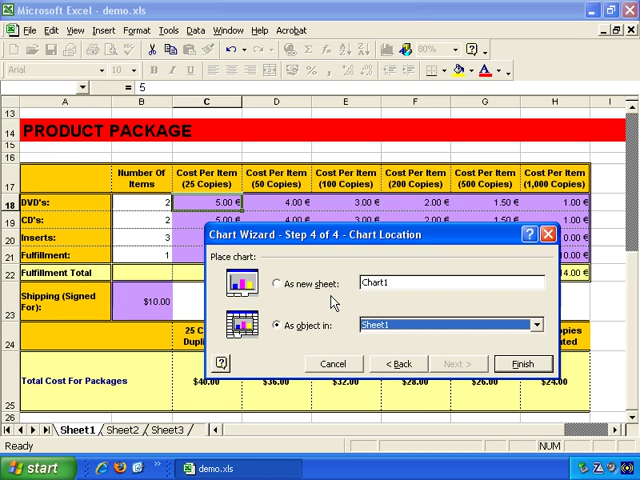 Microsoft Excel - demo.xls
File Edit View Insert Format Tools Data Window Help Acrobat
80%
Arial 10 B I U
= 5
A B C D E F G H I
13
14 PRODUCT PACKAGE
15
16
17 Number Of Items Cost Per Item (25 Copies) Cost Per Item (50 Copies) Cost Per Item (100 Copies) Cost Per Item (200 Copies) Cost Per Item (500 Copies) Cost Per Item (1,000 Copies)
18 DVD's: 2 5.00 € 4.00 € 3.00 € 2.00 € 1.50 € 1.00 €
19 CD's: 2
20 Inserts: 3
21 Fulfillment: 1
22 Fulfillment Total
23 Shipping (Signed For): $10.00
24
25 Total Cost For Packages $40.00 $36.00 $32.00 $28.00 $26.00 $24.00
26
Chart Wizard - Step 4 of 4 - Chart Location
Place chart:
As new sheet: Chart1
As object in: Sheet1
Cancel < Back Next > Finish
Sheet1 Sheet2 Sheet3
Ready NUM
start demo.xls